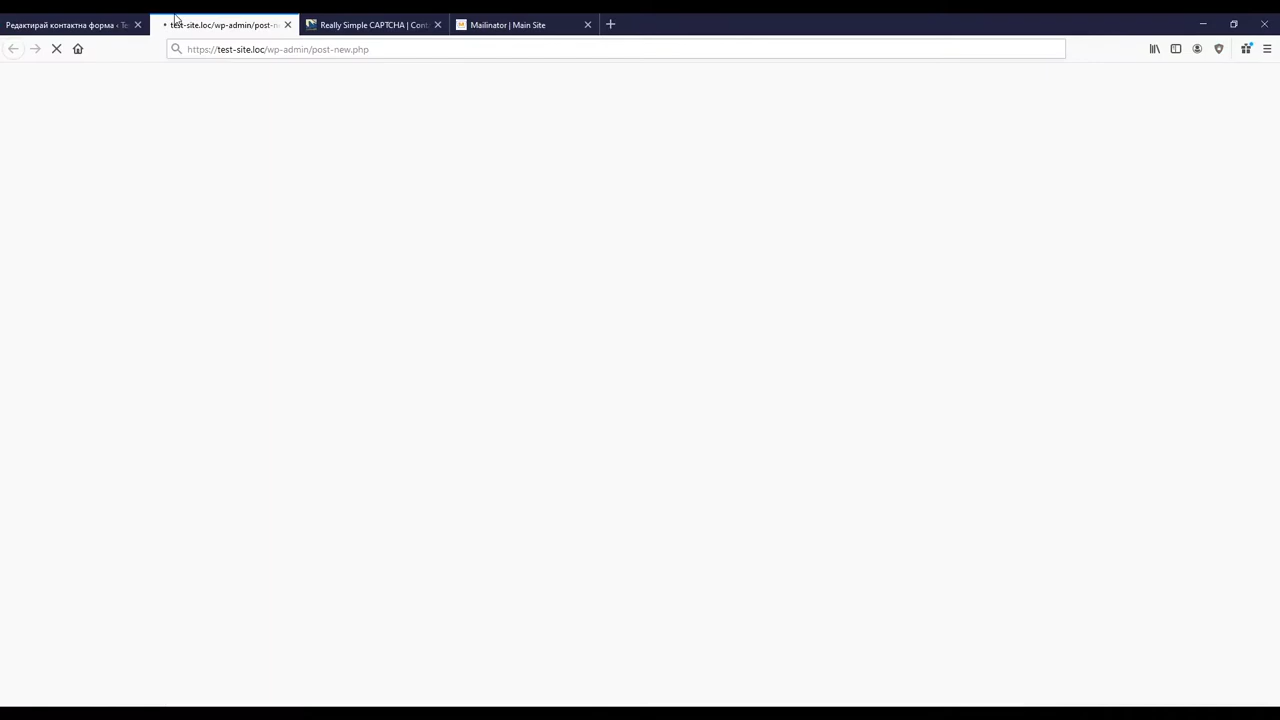 Редактирай контактна форма ‹ Te
test-site.loc/wp-admin/post-n
Really Simple CAPTCHA | Cont
Mailinator | Main Site
https://test-site.loc/wp-admin/post-new.php